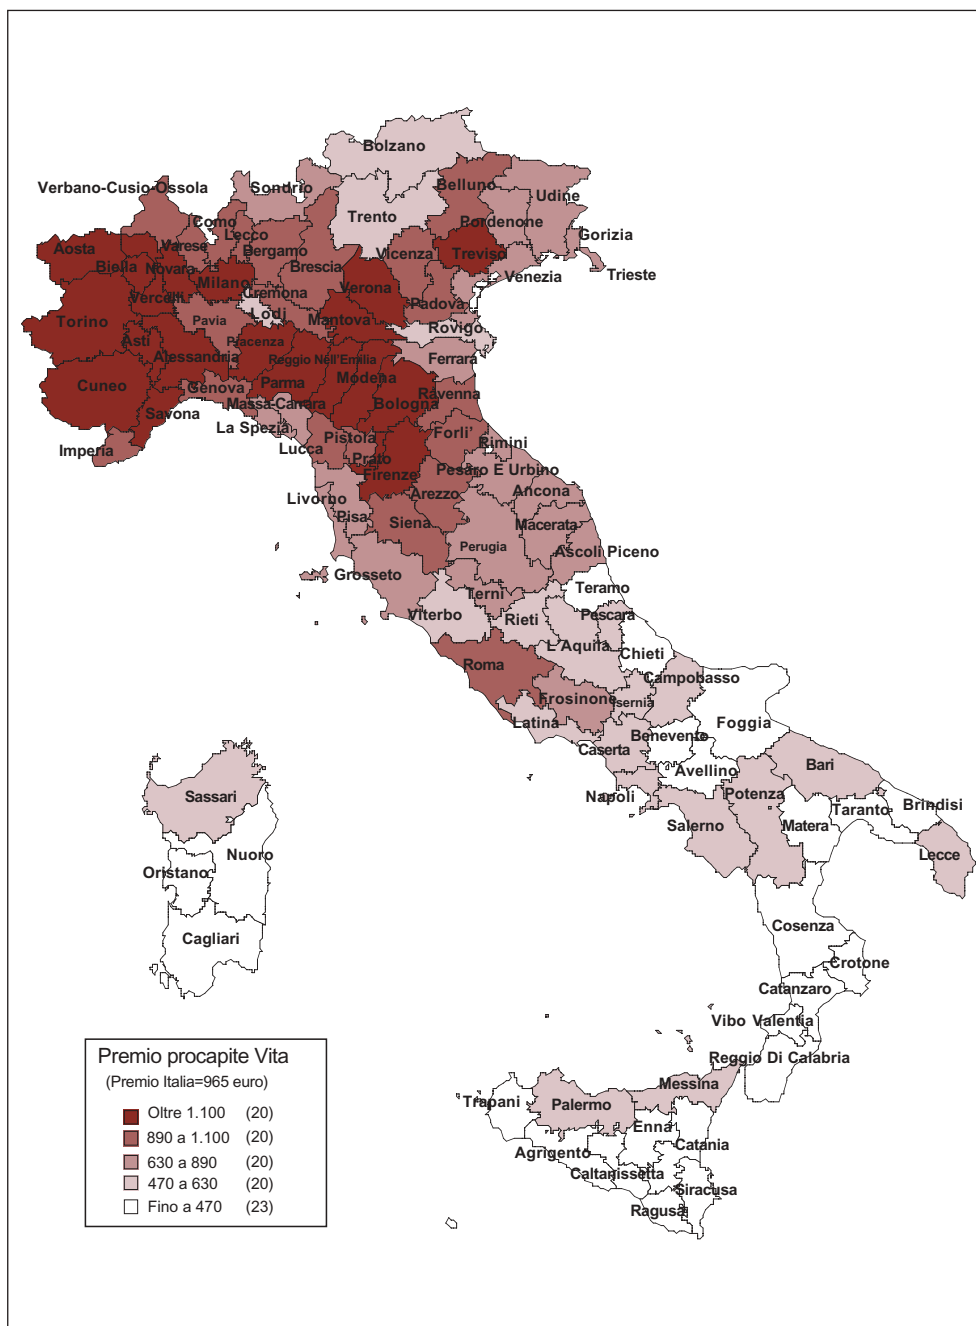 Bolzano
Verbano-Cusio-Ossola
Sondrio
Belluno
Udine
Trento
Como
Pordenone
Lecco
Gorizia
Aosta
Varese
Bergamo
Vicenza
Treviso
Biella
Novara
Brescia
Venezia
Trieste
Milano
Verona
Vercelli
Cremona
Padova
Lodi
Torino
Pavia
Mantova
Rovigo
Asti
Piacenza
Alessandria
Reggio Nell'Emilia
Ferrara
Cuneo
Parma
Modena
Genova
Ravenna
Savona
Massa-Carrara
Bologna
La Spezia
Pistoia
Forli'
Rimini
Imperia
Lucca
Prato
Firenze
Pesaro E Urbino
Livorno
Arezzo
Ancona
Pisa
Siena
Macerata
Perugia
Ascoli Piceno
Grosseto
Terni
Teramo
Viterbo
Rieti
Pescara
L'Aquila
Chieti
Roma
Campobasso
Frosinone
Isernia
Latina
Foggia
Caserta
Benevento
Avellino
Bari
Napoli
Potenza
Sassari
Salerno
Matera
Taranto
Brindisi
Nuoro
Lecce
Oristano
Cagliari
Cosenza
Crotone
Catanzaro
Vibo Valentia
Reggio Di Calabria
Messina
Trapani
Palermo
Enna
Catania
Agrigento
Caltanissetta
Siracusa
Ragusa
Premio procapite Vita
(Premio Italia=965 euro)
Oltre 1.100 (20)
890 a 1.100 (20)
630 a 890 (20)
470 a 630 (20)
Fino a 470 (23)